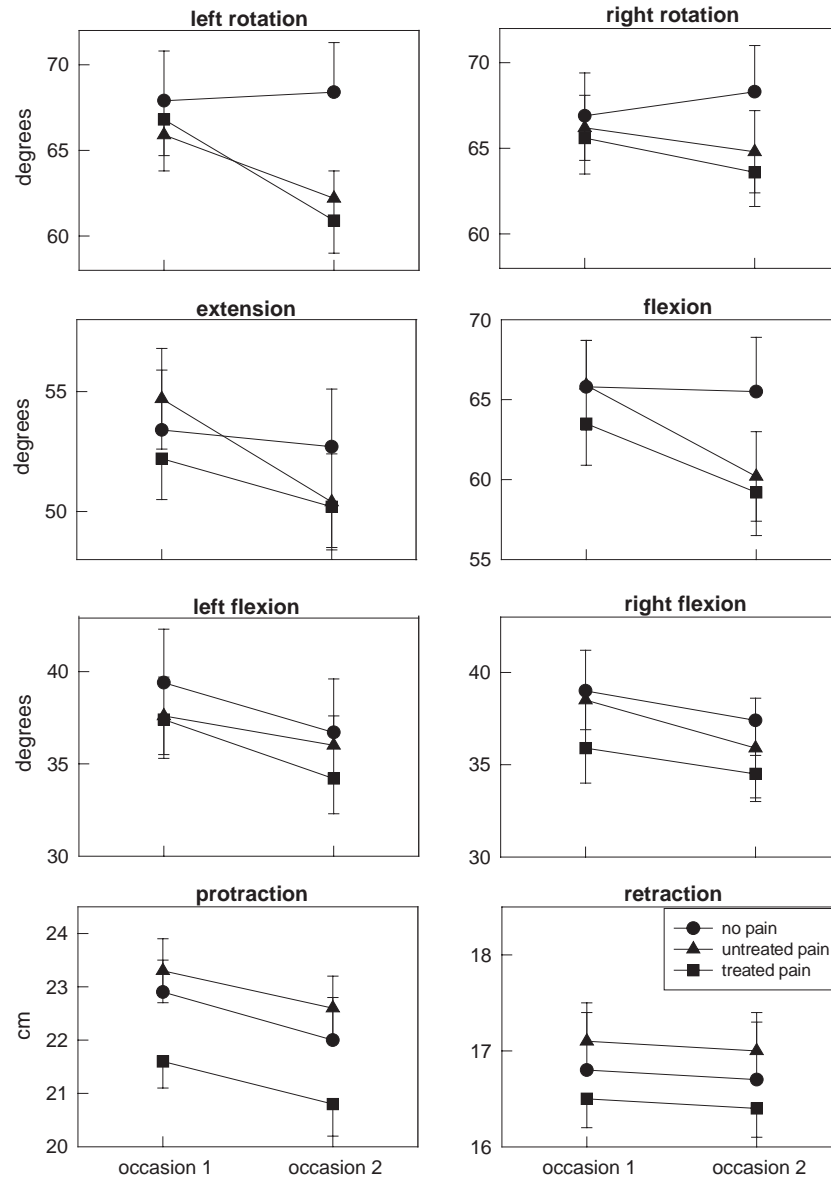 left rotation
70
65
60
degrees
right rotation
70
65
60
extension
55
50
degrees
flexion
70
65
60
55
left flexion
40
35
30
degrees
right flexion
40
35
30
protraction
24
23
22
21
20
cm
occasion 1 occasion 2
retraction
no pain
untreated pain
treated pain
18
17
16
occasion 1 occasion 2